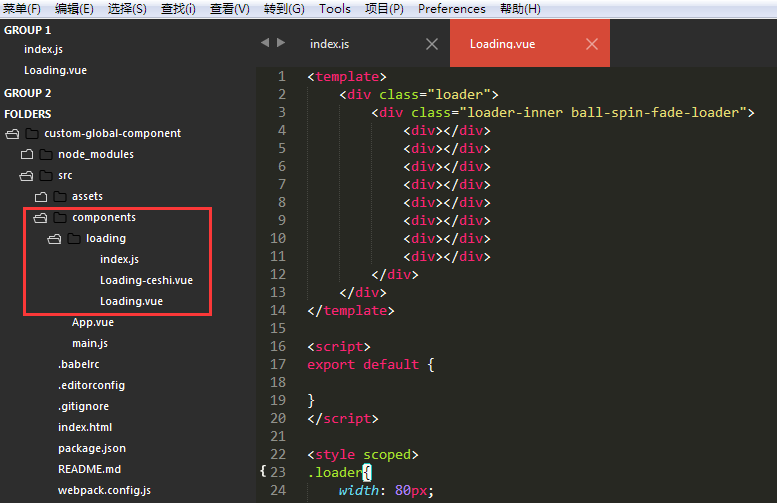 菜单(F) 编辑(E) 选择(S) 查找(i) 查看(V) 转到(G) Tools 项目(P) Preferences 帮助(H)
GROUP 1
index.js
Loading.vue
GROUP 2
FOLDERS
custom-global-component
node_modules
src
assets
components
loading
index.js
Loading-ceshi.vue
Loading.vue
App.vue
main.js
.babelrc
.editorconfig
.gitignore
index.html
package.json
README.md
webpack.config.js
index.js Loading.vue
1 <template>
2 <div class="loader">
3 <div class="loader-inner ball-spin-fade-loader">
4 <div></div>
5 <div></div>
6 <div></div>
7 <div></div>
8 <div></div>
9 <div></div>
10 <div></div>
11 <div></div>
12 </div>
13 </div>
14 </template>
15
16 <script>
17 export default {
18
19 }
20 </script>
21
22 <style scoped>
{ 23 .loader{
24 width: 80px;